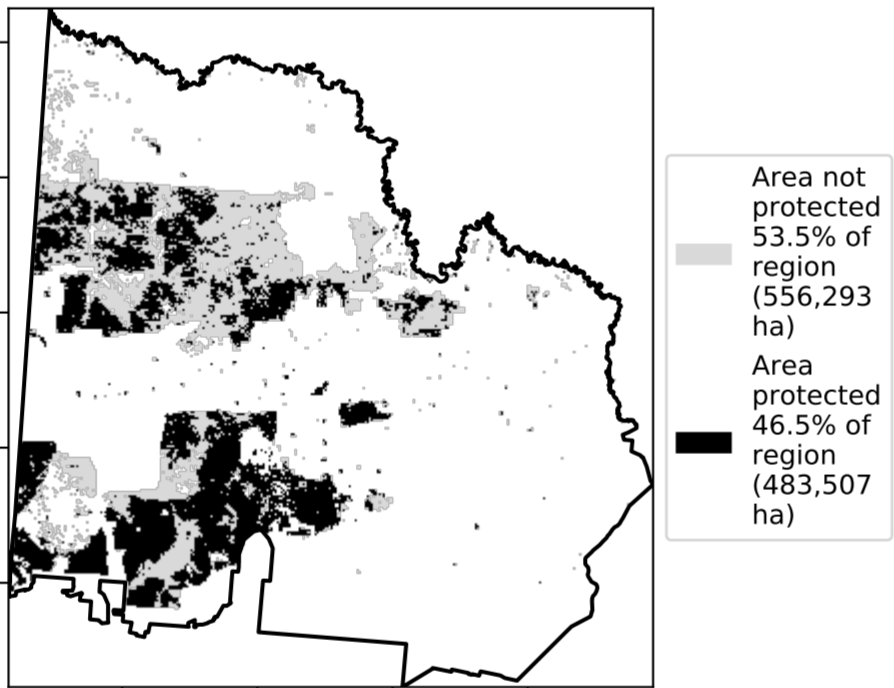 Area not
protected
53.5% of
region
(556,293
ha)
Area
protected
46.5% of
region
(483,507
ha)